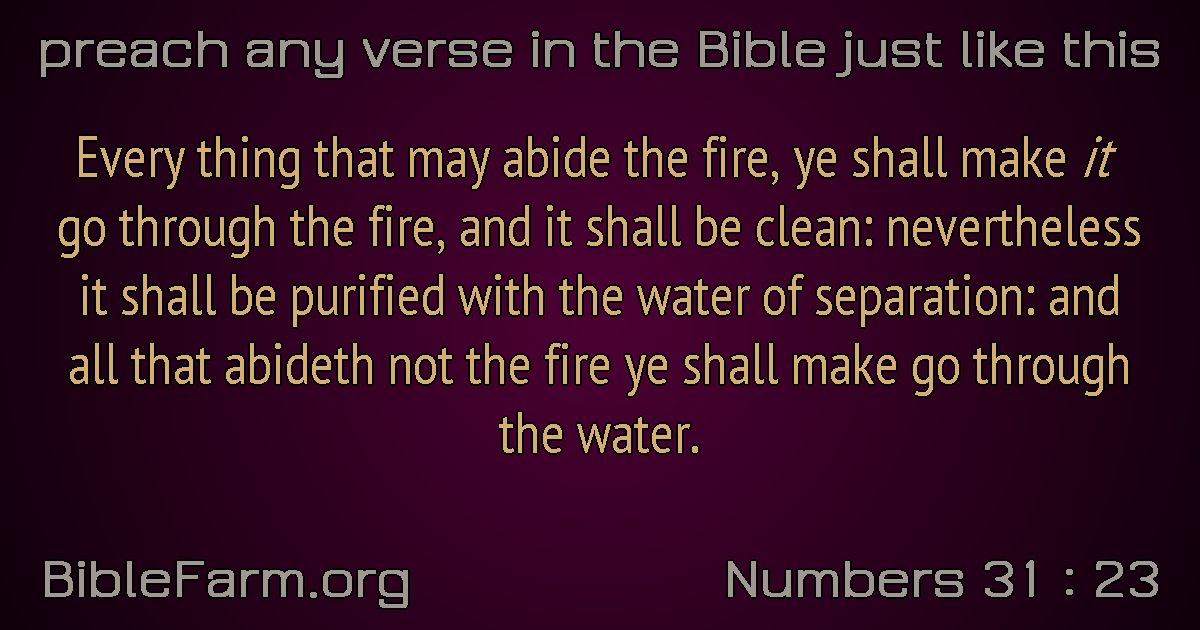 preach any verse in the Bible just like this
Every thing that may abide the fire, ye shall make it
go through the fire, and it shall be clean: nevertheless
it shall be purified with the water of separation: and
all that abideth not the fire ye shall make go through
the water.
BibleFarm.org
Numbers 31 : 23